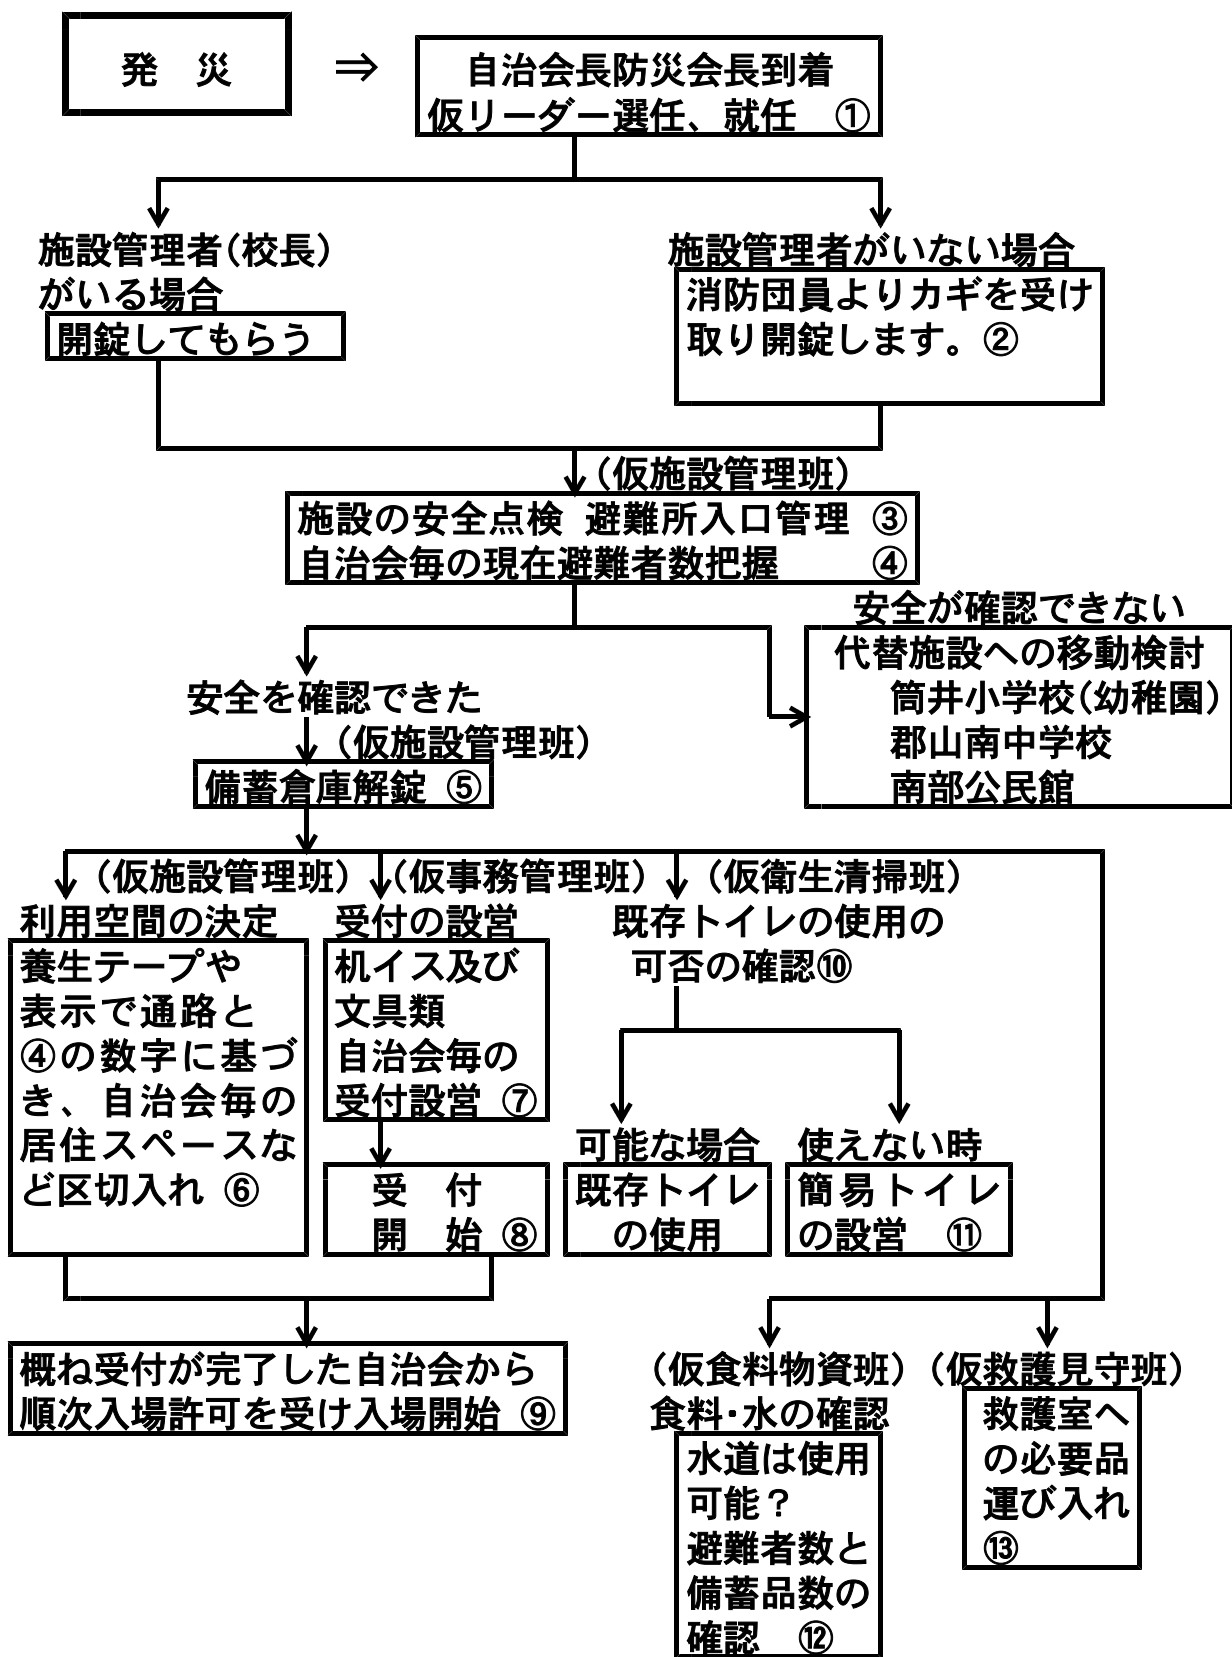 発　災
⇒
自治会長防災会長到着
仮リーダー選任、就任　①
施設管理者（校長）
がいる場合
開錠してもらう
施設管理者がいない場合
消防団員よりカギを受け
取り開錠します。②
（仮施設管理班）
施設の安全点検 避難所入口管理 ③
自治会毎の現在避難者数把握　④
安全が確認できない
代替施設への移動検討
筒井小学校（幼稚園）
郡山南中学校
南部公民館
安全を確認できた
（仮施設管理班）
備蓄倉庫解錠 ⑤
（仮施設管理班）
利用空間の決定
養生テープや
表示で通路と
④の数字に基づ
き、自治会毎の
居住スペースな
ど区切入れ ⑥
（仮事務管理班）
受付の設営
机イス及び
文具類
自治会毎の
受付設営 ⑦
受　付
開　始 ⑧
（仮衛生清掃班）
既存トイレの使用の
可否の確認⑩
可能な場合
既存トイレ
の使用
使えない時
簡易トイレ
の設営　⑪
概ね受付が完了した自治会から
順次入場許可を受け入場開始 ⑨
（仮食料物資班）
食料・水の確認
水道は使用
可能？
避難者数と
備蓄品数の
確認　⑫
（仮救護見守班）
救護室へ
の必要品
運び入れ
⑬